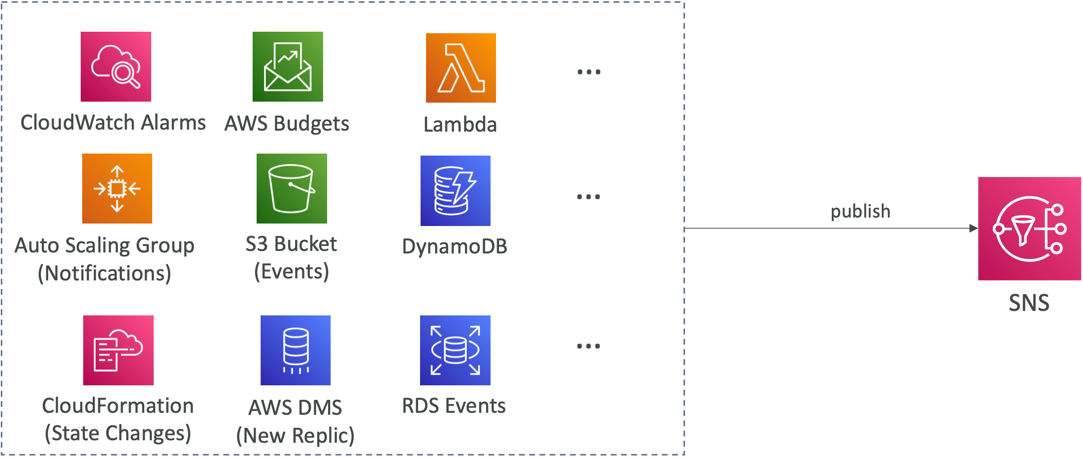 CloudWatch Alarms
AWS Budgets
Lambda
...
Auto Scaling Group
(Notifications)
S3 Bucket
(Events)
DynamoDB
...
CloudFormation
(State Changes)
AWS DMS
(New Replic)
RDS Events
...
publish
SNS